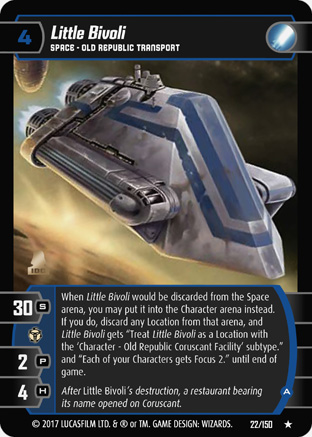 4
Little Bivoli
SPACE - OLD REPUBLIC TRANSPORT
30 S
2 P
4 H
When Little Bivoli would be discarded from the Space
arena, you may put it into the Character arena instead.
If you do, discard any Location from that arena, and
Little Bivoli gets “Treat Little Bivoli as a Location with
the ‘Character - Old Republic Coruscant Facility’ subtype.”
and “Each of your Characters gets Focus 2.” until end of
game.
After Little Bivoli’s destruction, a restaurant bearing
its name opened on Coruscant.
A
© 2017 LUCASFILM LTD. & ® or TM. GAME DESIGN: WIZARDS.
22/150